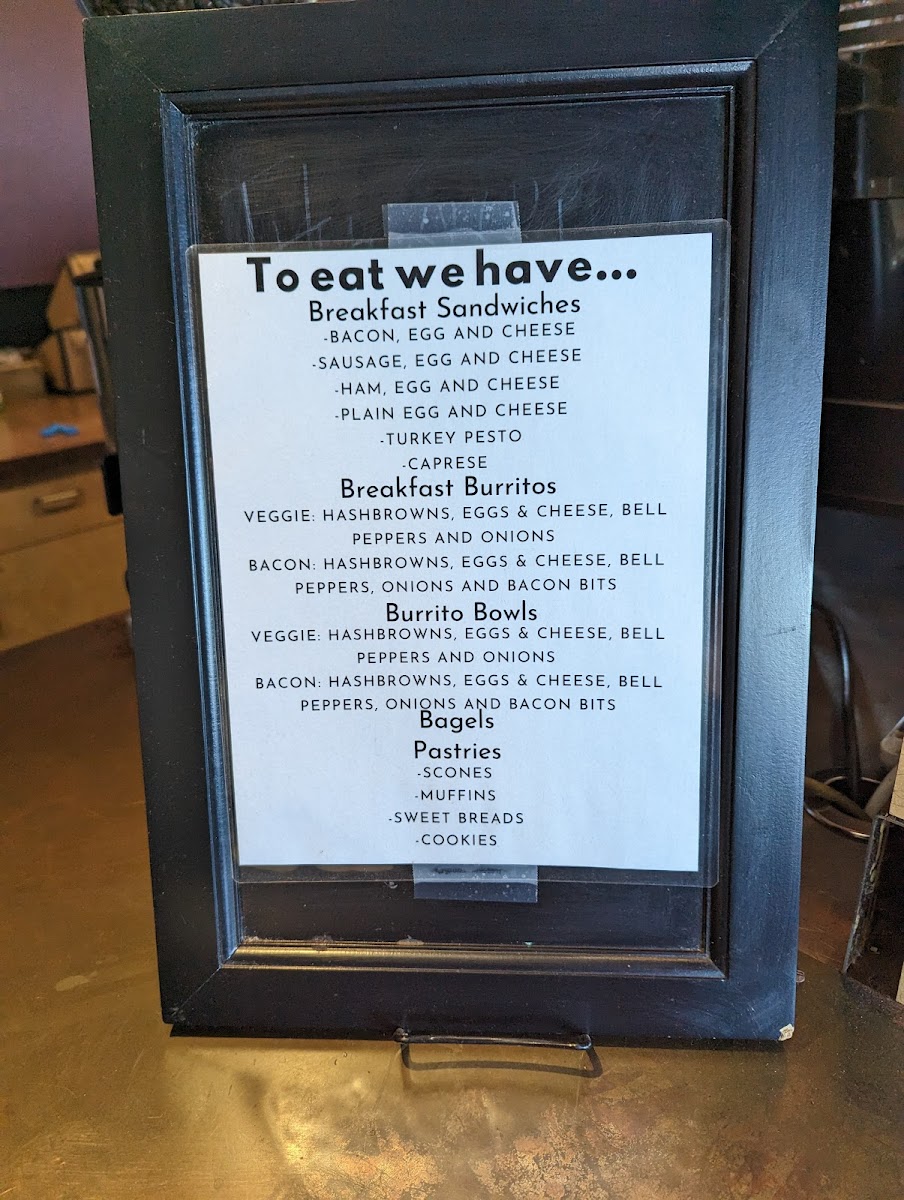 To eat we have...
Breakfast Sandwiches
-BACON, EGG AND CHEESE
-SAUSAGE, EGG AND CHEESE
-HAM, EGG AND CHEESE
-PLAIN EGG AND CHEESE
-TURKEY PESTO
-CAPRESE
Breakfast Burritos
VEGGIE: HASHBROWNS, EGGS & CHEESE, BELL
PEPPERS AND ONIONS
BACON: HASHBROWNS, EGGS & CHEESE, BELL
PEPPERS, ONIONS AND BACON BITS
Burrito Bowls
VEGGIE: HASHBROWNS, EGGS & CHEESE, BELL
PEPPERS AND ONIONS
BACON: HASHBROWNS, EGGS & CHEESE, BELL
PEPPERS, ONIONS AND BACON BITS
Bagels
Pastries
-SCONES
-MUFFINS
-SWEET BREADS
-COOKIES